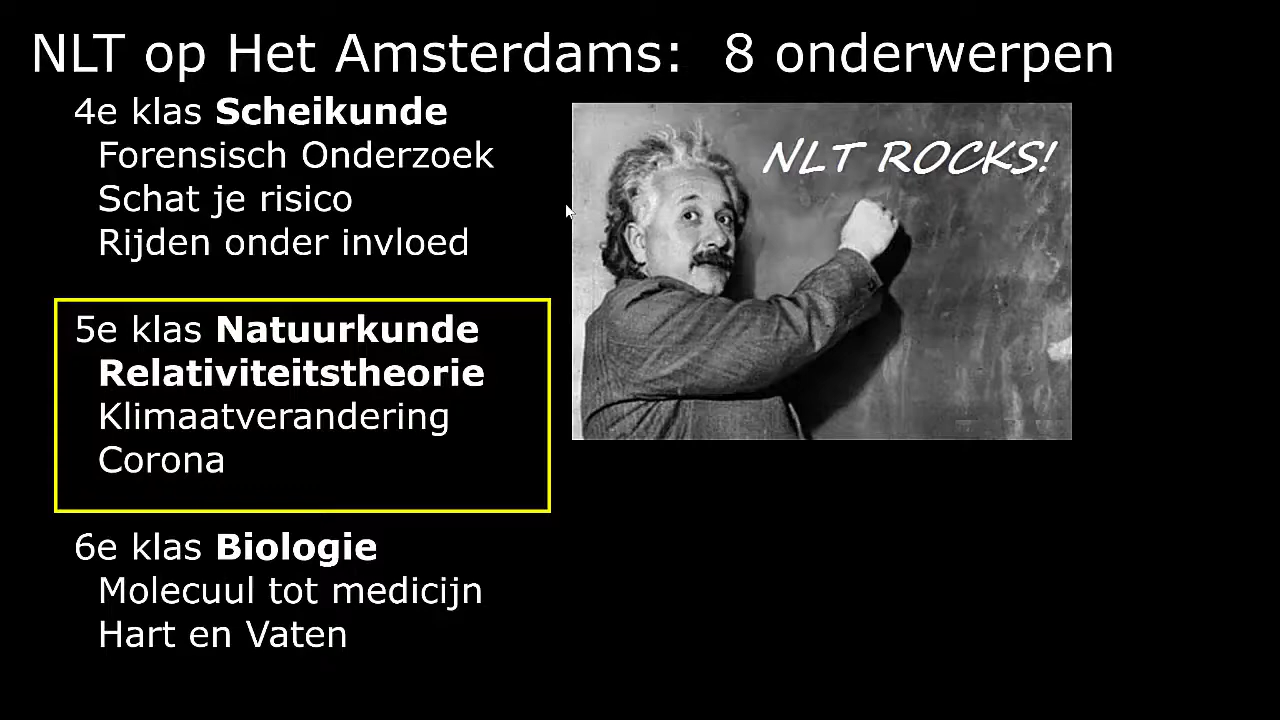 NLT op Het Amsterdams: 8 onderwerpen
4e klas Scheikunde
Forensisch Onderzoek
Schat je risico
Rijden onder invloed
NLT ROCKS!
5e klas Natuurkunde
Relativiteitstheorie
Klimaatverandering
Corona
6e klas Biologie
Molecuul tot medicijn
Hart en Vaten